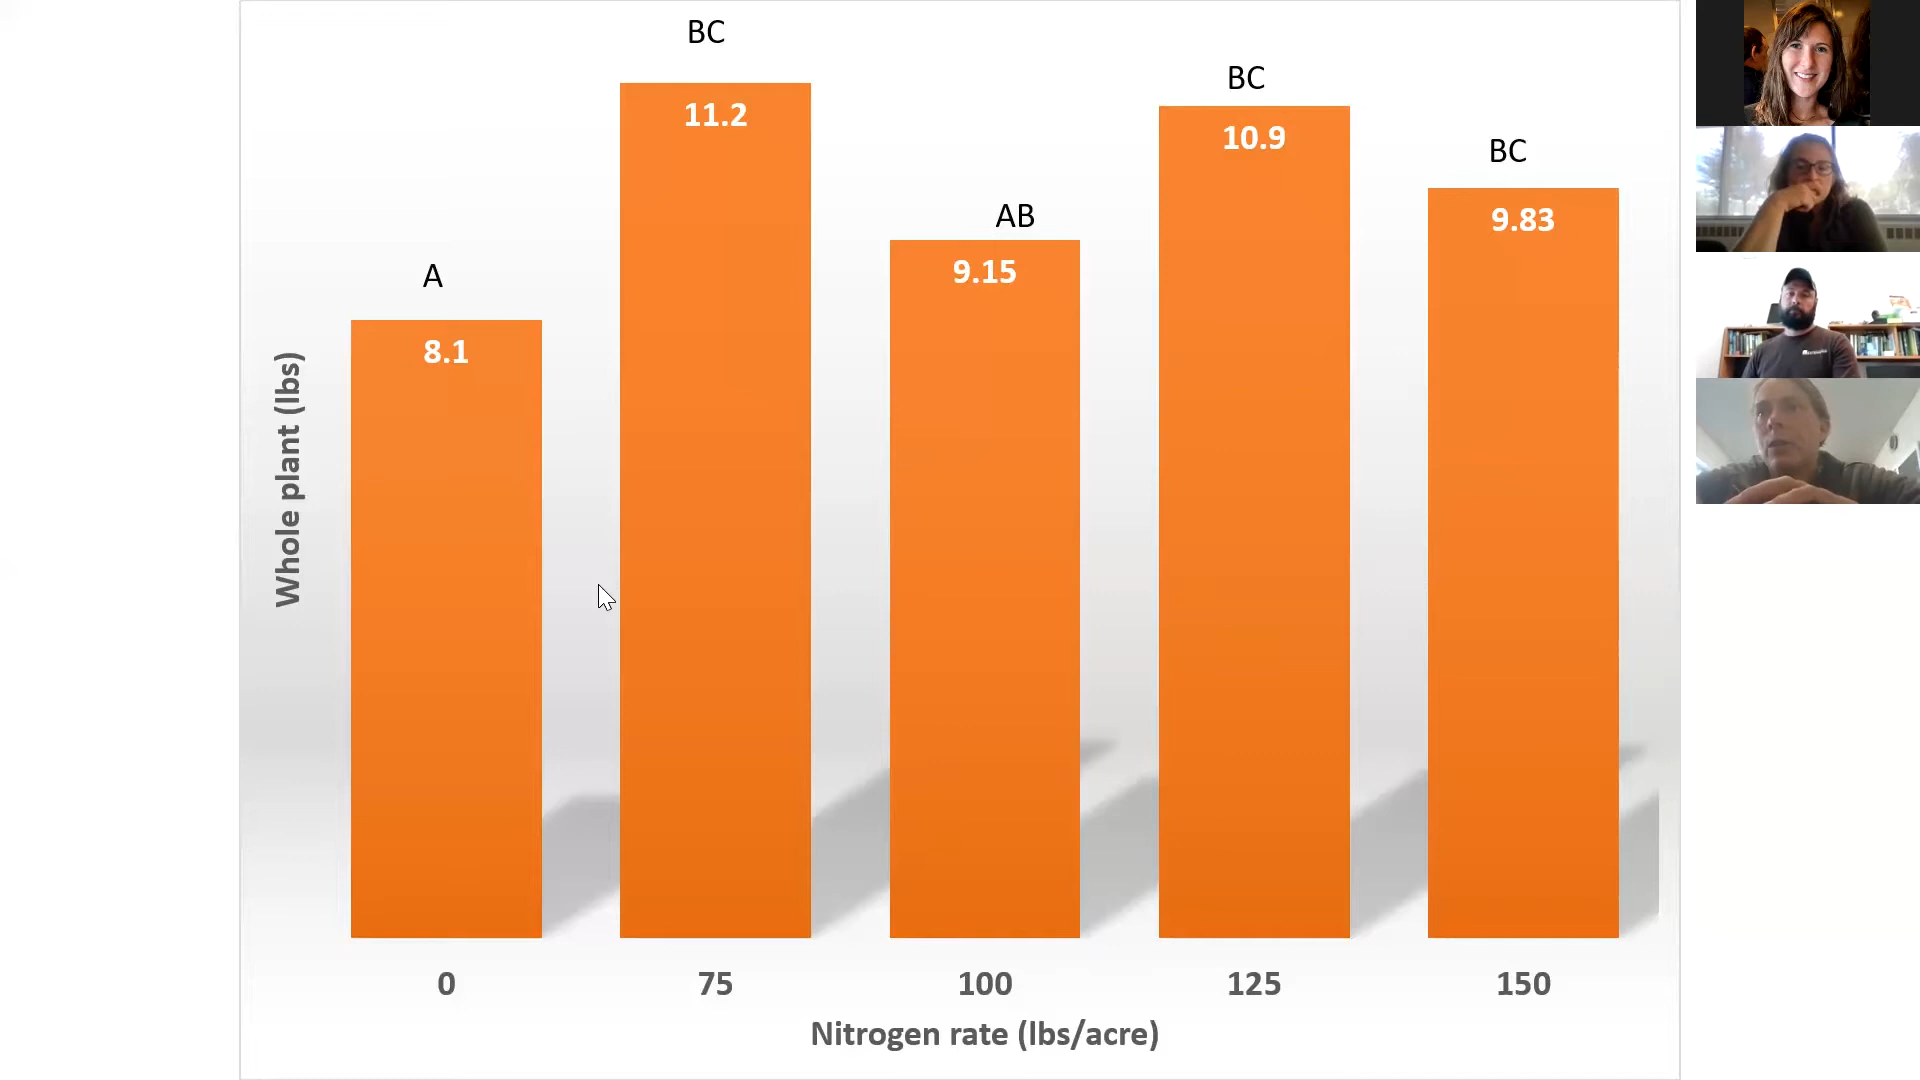 BC
BC
BC
11.2
10.9
AB
9.83
A
9.15
8.1
Whole plant (lbs)
0 75 100 125 150
Nitrogen rate (lbs/acre)